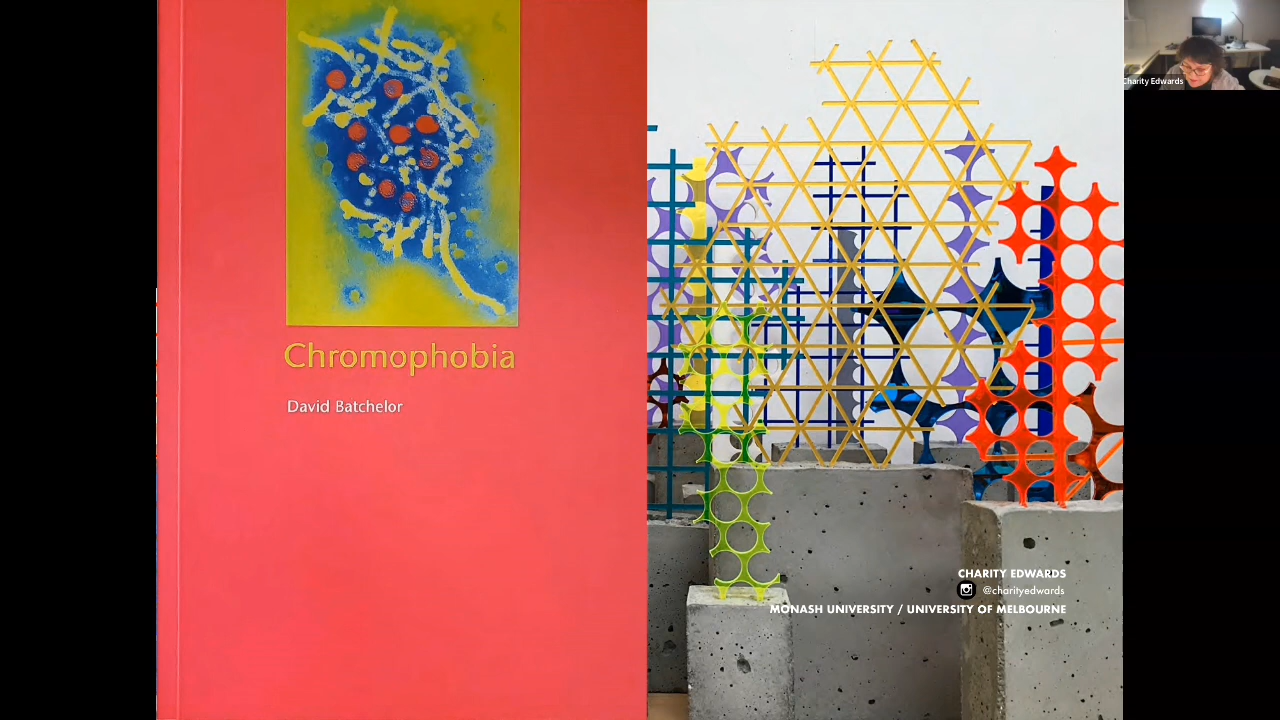 Chromophobia
David Batchelor
CHARITY EDWARDS
@charityedwards
MONASH UNIVERSITY / UNIVERSITY OF MELBOURNE
Charity Edwards